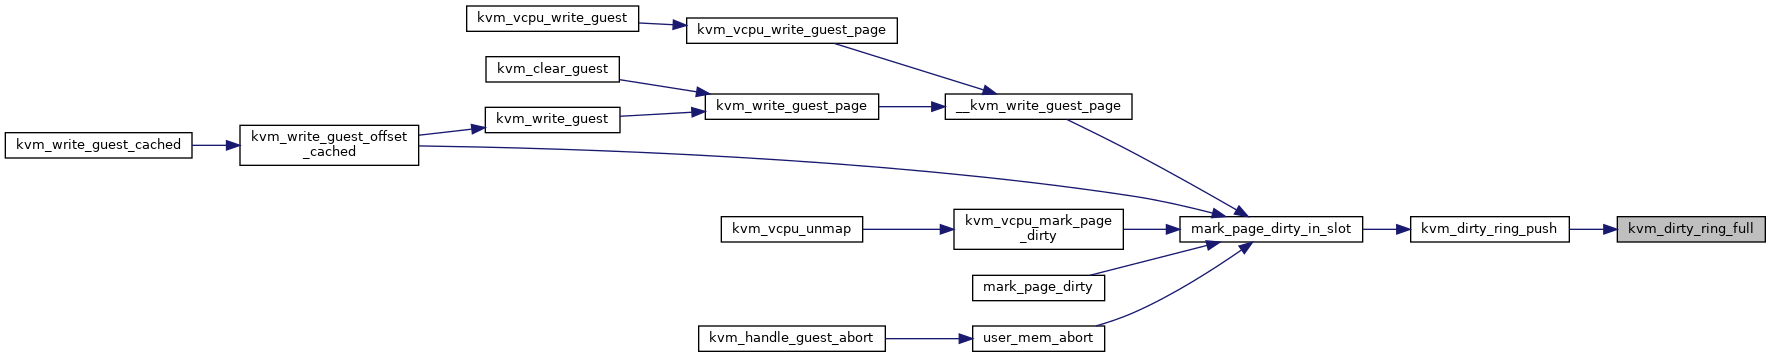 kvm_vcpu_write_guest
kvm_vcpu_write_guest_page
kvm_clear_guest
kvm_write_guest_page
__kvm_write_guest_page
kvm_write_guest
kvm_write_guest_cached
kvm_write_guest_offset
_cached
kvm_vcpu_unmap
kvm_vcpu_mark_page
_dirty
mark_page_dirty_in_slot
kvm_dirty_ring_push
kvm_dirty_ring_full
mark_page_dirty
kvm_handle_guest_abort
user_mem_abort